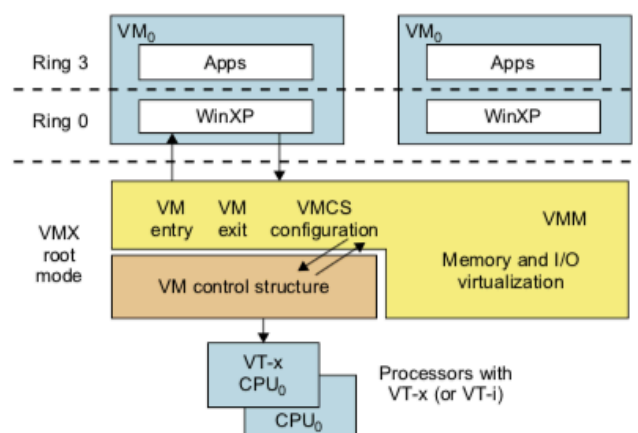 VM₀
VM₀
Ring 3
Apps
Apps
Ring 0
WinXP
WinXP
VMX
root
mode
VM
entry
VM
exit
VMCS
configuration
VMM
Memory and I/O
virtualization
VM control structure
VT-x
CPU₀
CPU₀
Processors with
VT-x (or VT-i)